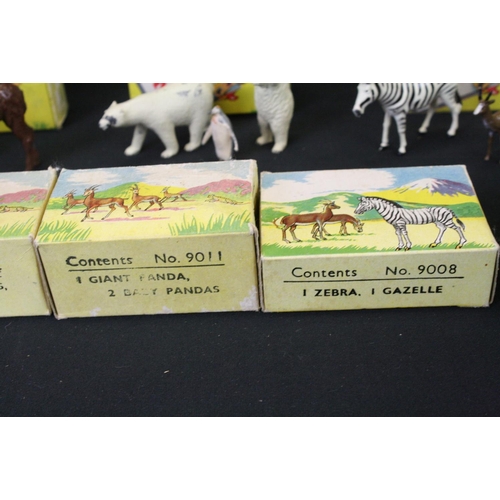 Contents No. 9011
1 GIANT PANDA,
2 BABY PANDAS
Contents No. 9008
1 ZEBRA, 1 GAZELLE